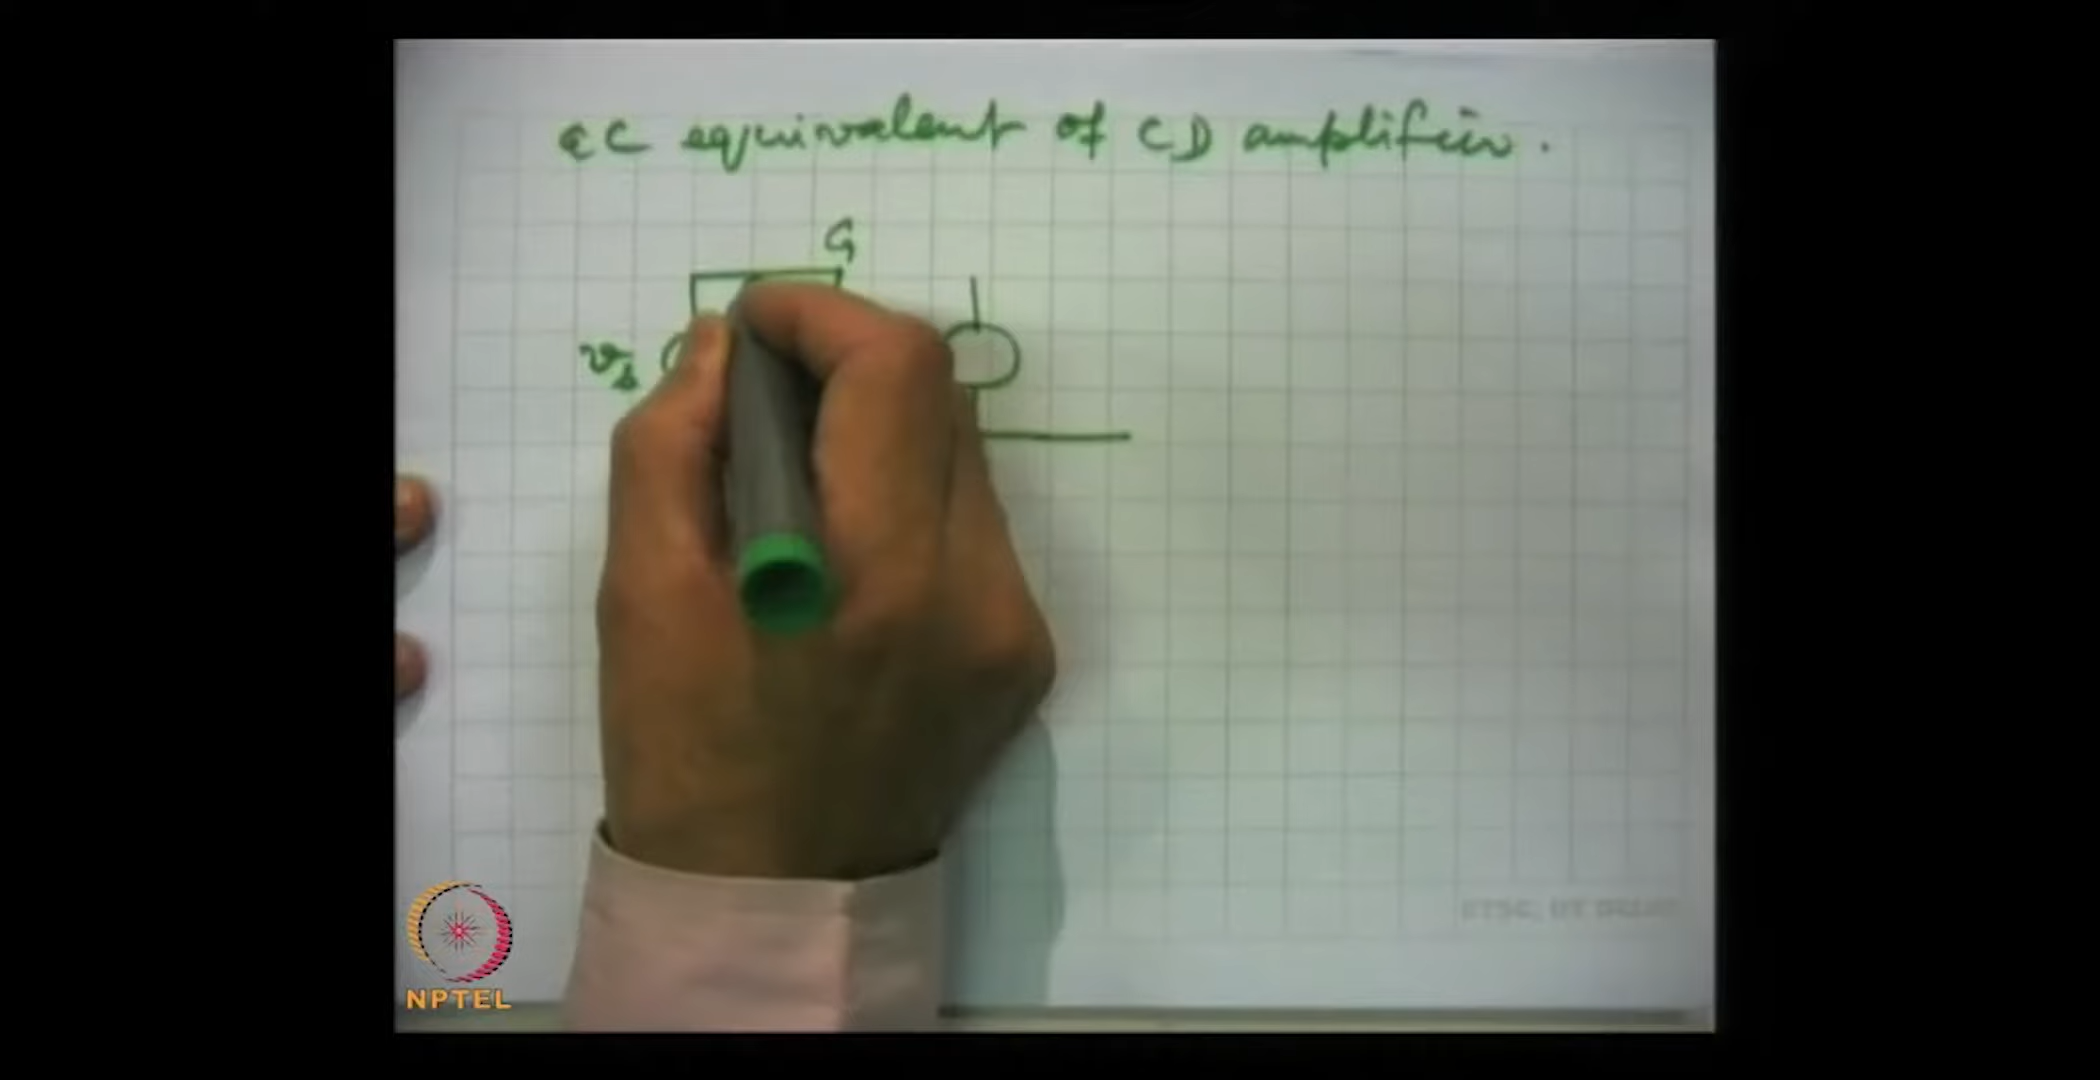 ac equivalent of CD amplifier.
G
vs
NPTEL